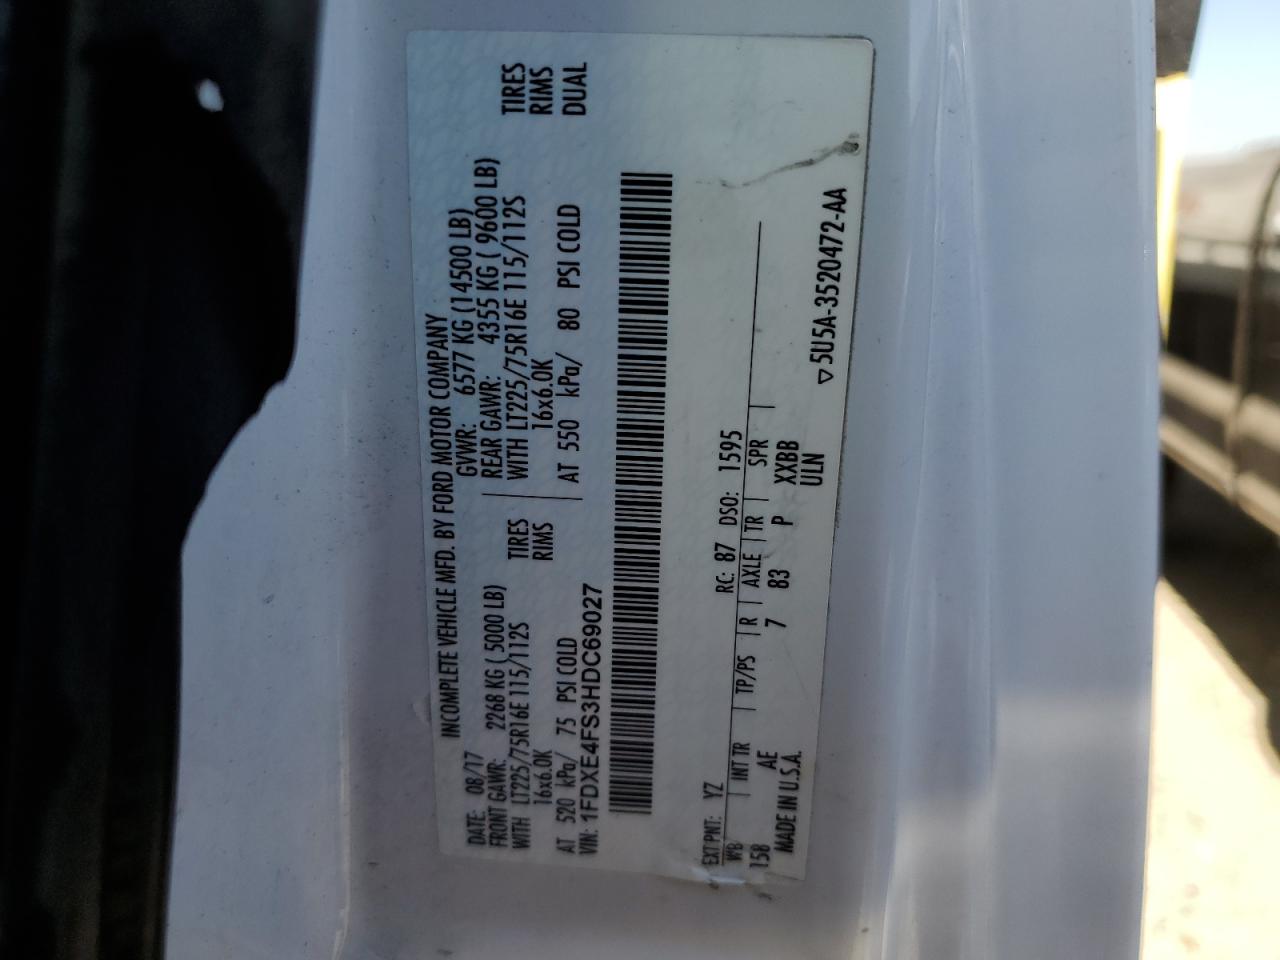 INCOMPLETE VEHICLE MFD. BY FORD MOTOR COMPANY
DATE: 08/17 GVWR: 6577 KG (14500 LB)
FRONT GAWR: 2268 KG ( 5000 LB) REAR GAWR: 4355 KG ( 9600 LB)
WITH LT225/75R16E 115/112S TIRES WITH LT225/75R16E 115/112S TIRES
16x6.0K RIMS 16x6.0K RIMS
AT 520 kPa/ 75 PSI COLD AT 550 kPa/ 80 PSI COLD DUAL
VIN: 1FDXE4FS3HDC69027
EXT PNT: YZ RC: 87 DSO: 1595
WB | INT TR | TP/PS | R | AXLE | TR | SPR |
158 AE 7 83 P XXBB
MADE IN U.S.A. ULN
▽5U5A-3520472-AA